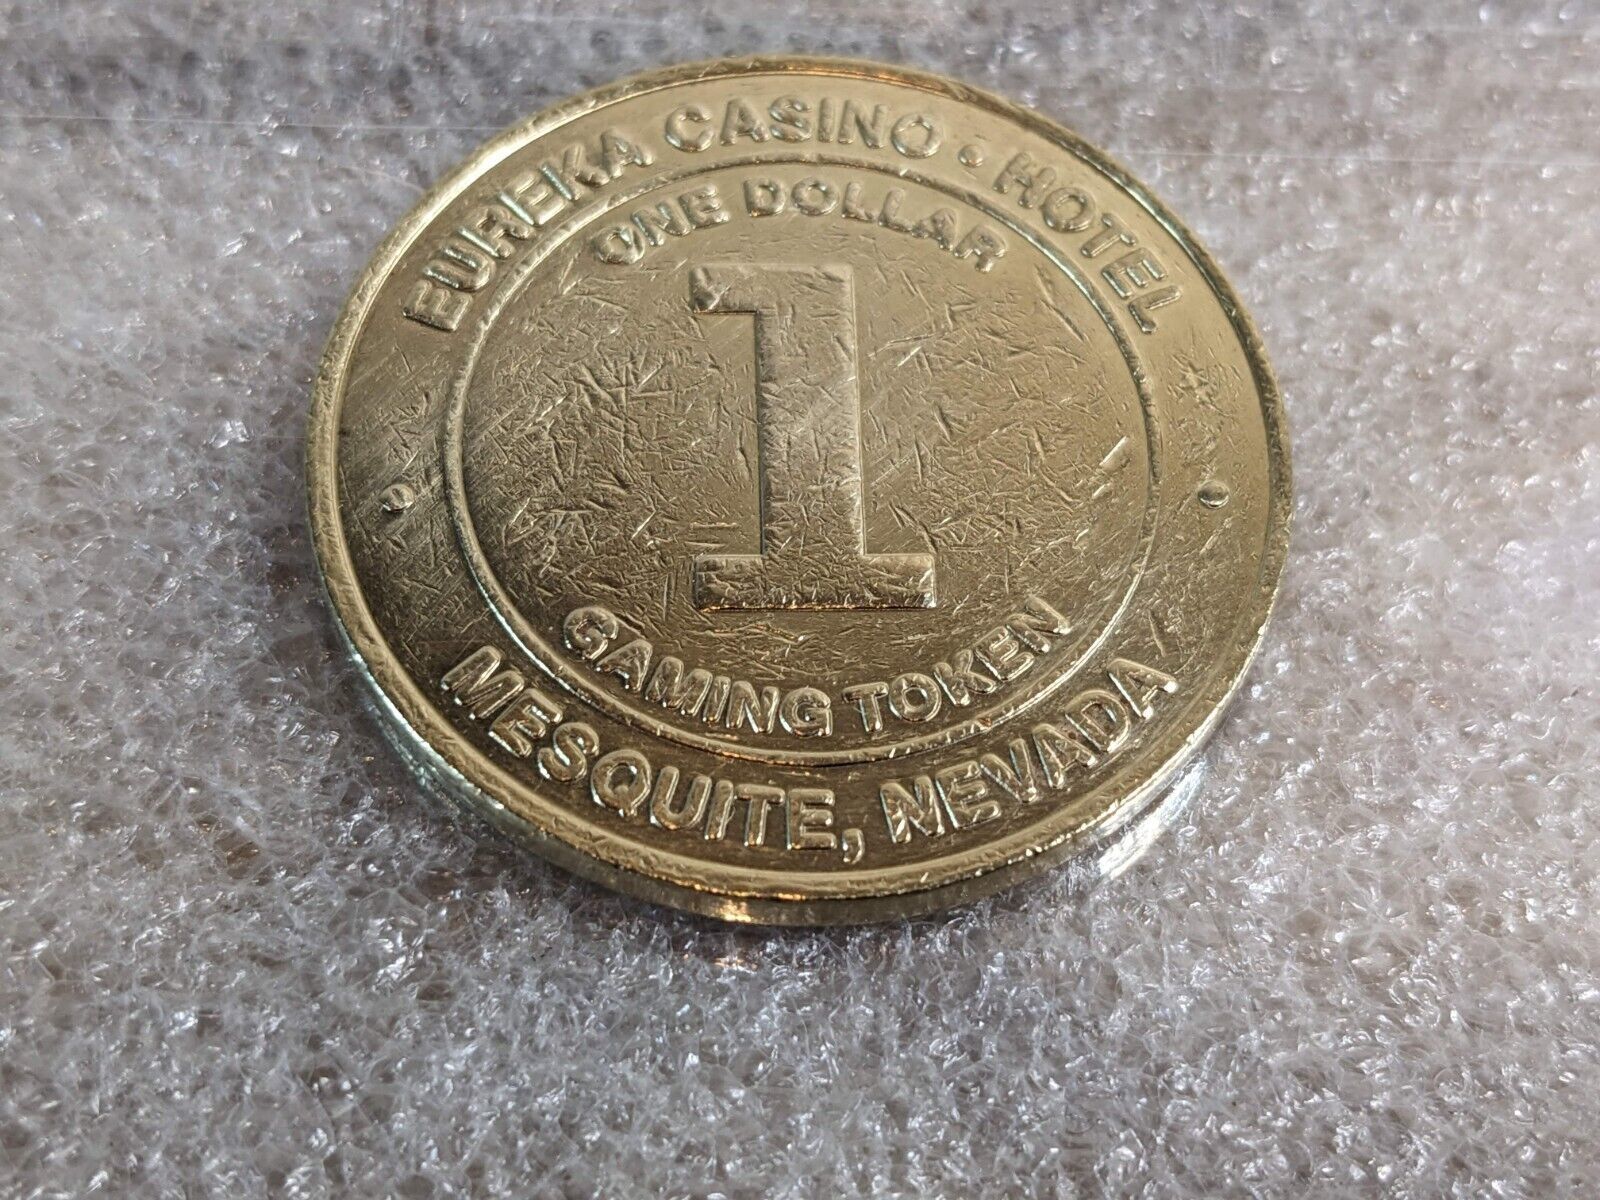 EUREKA CASINO • HOTEL
ONE DOLLAR
1
GAMING TOKEN
MESQUITE, NEVADA